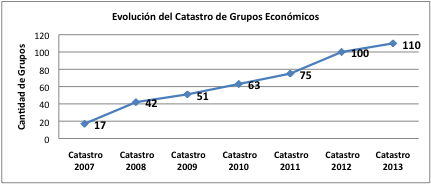 Evolución del Catastro de Grupos Económicos
Cantidad de Grupos
120
100
80
60
40
20
0
17
42
51
63
75
100
110
Catastro 2007
Catastro 2008
Catastro 2009
Catastro 2010
Catastro 2011
Catastro 2012
Catastro 2013